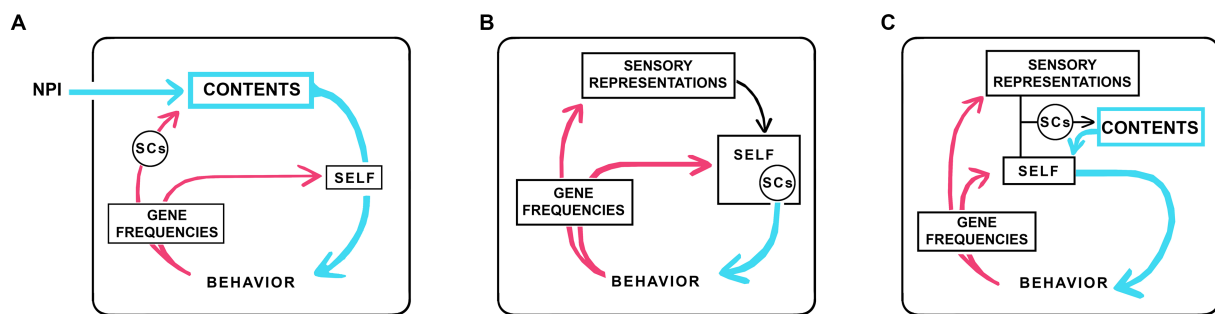 A
NPI
CONTENTS
SCs
SELF
GENE
FREQUENCIES
BEHAVIOR
B
SENSORY
REPRESENTATIONS
SELF
SCs
GENE
FREQUENCIES
BEHAVIOR
C
SENSORY
REPRESENTATIONS
SCs
CONTENTS
SELF
GENE
FREQUENCIES
BEHAVIOR